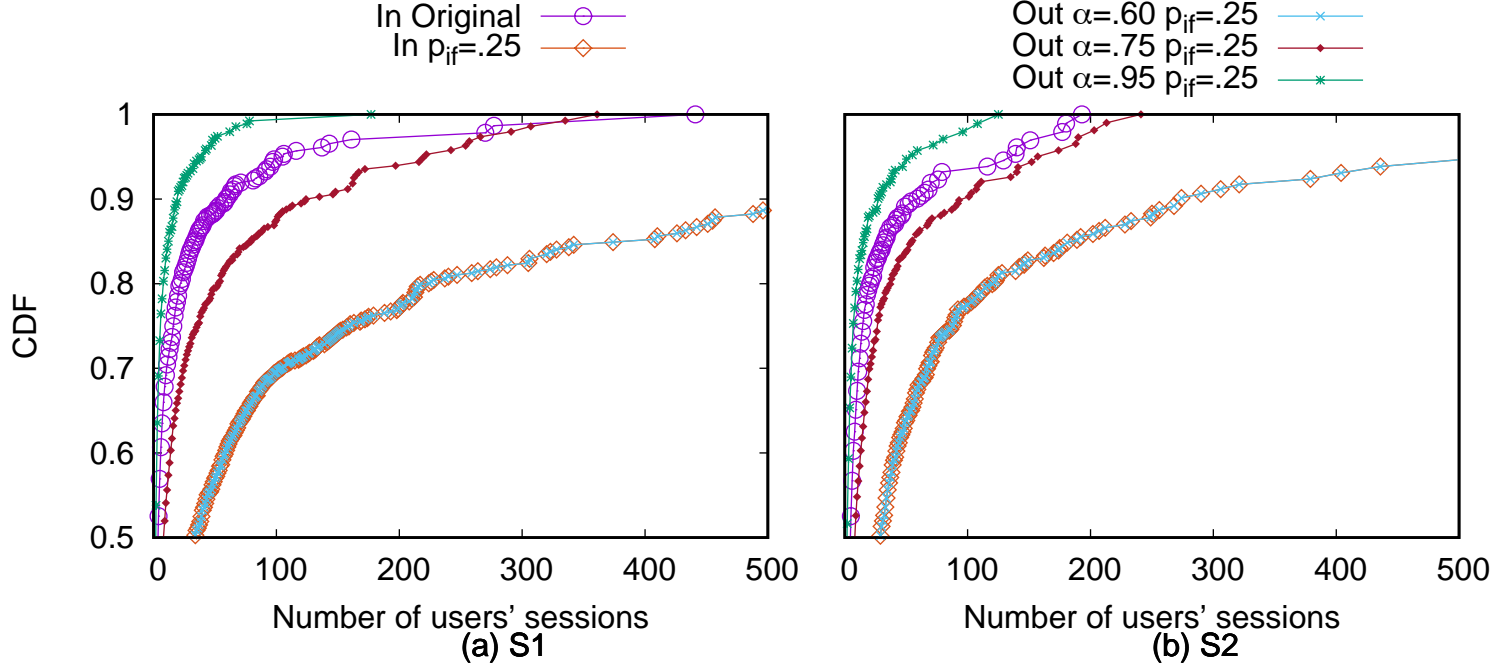 In Original
In p_if=.25
Out α=.60 p_if=.25
Out α=.75 p_if=.25
Out α=.95 p_if=.25
CDF
1
0.9
0.8
0.7
0.6
0.5
0 100 200 300 400 500
0 100 200 300 400 500
Number of users' sessions
Number of users' sessions
(a) S1
(b) S2